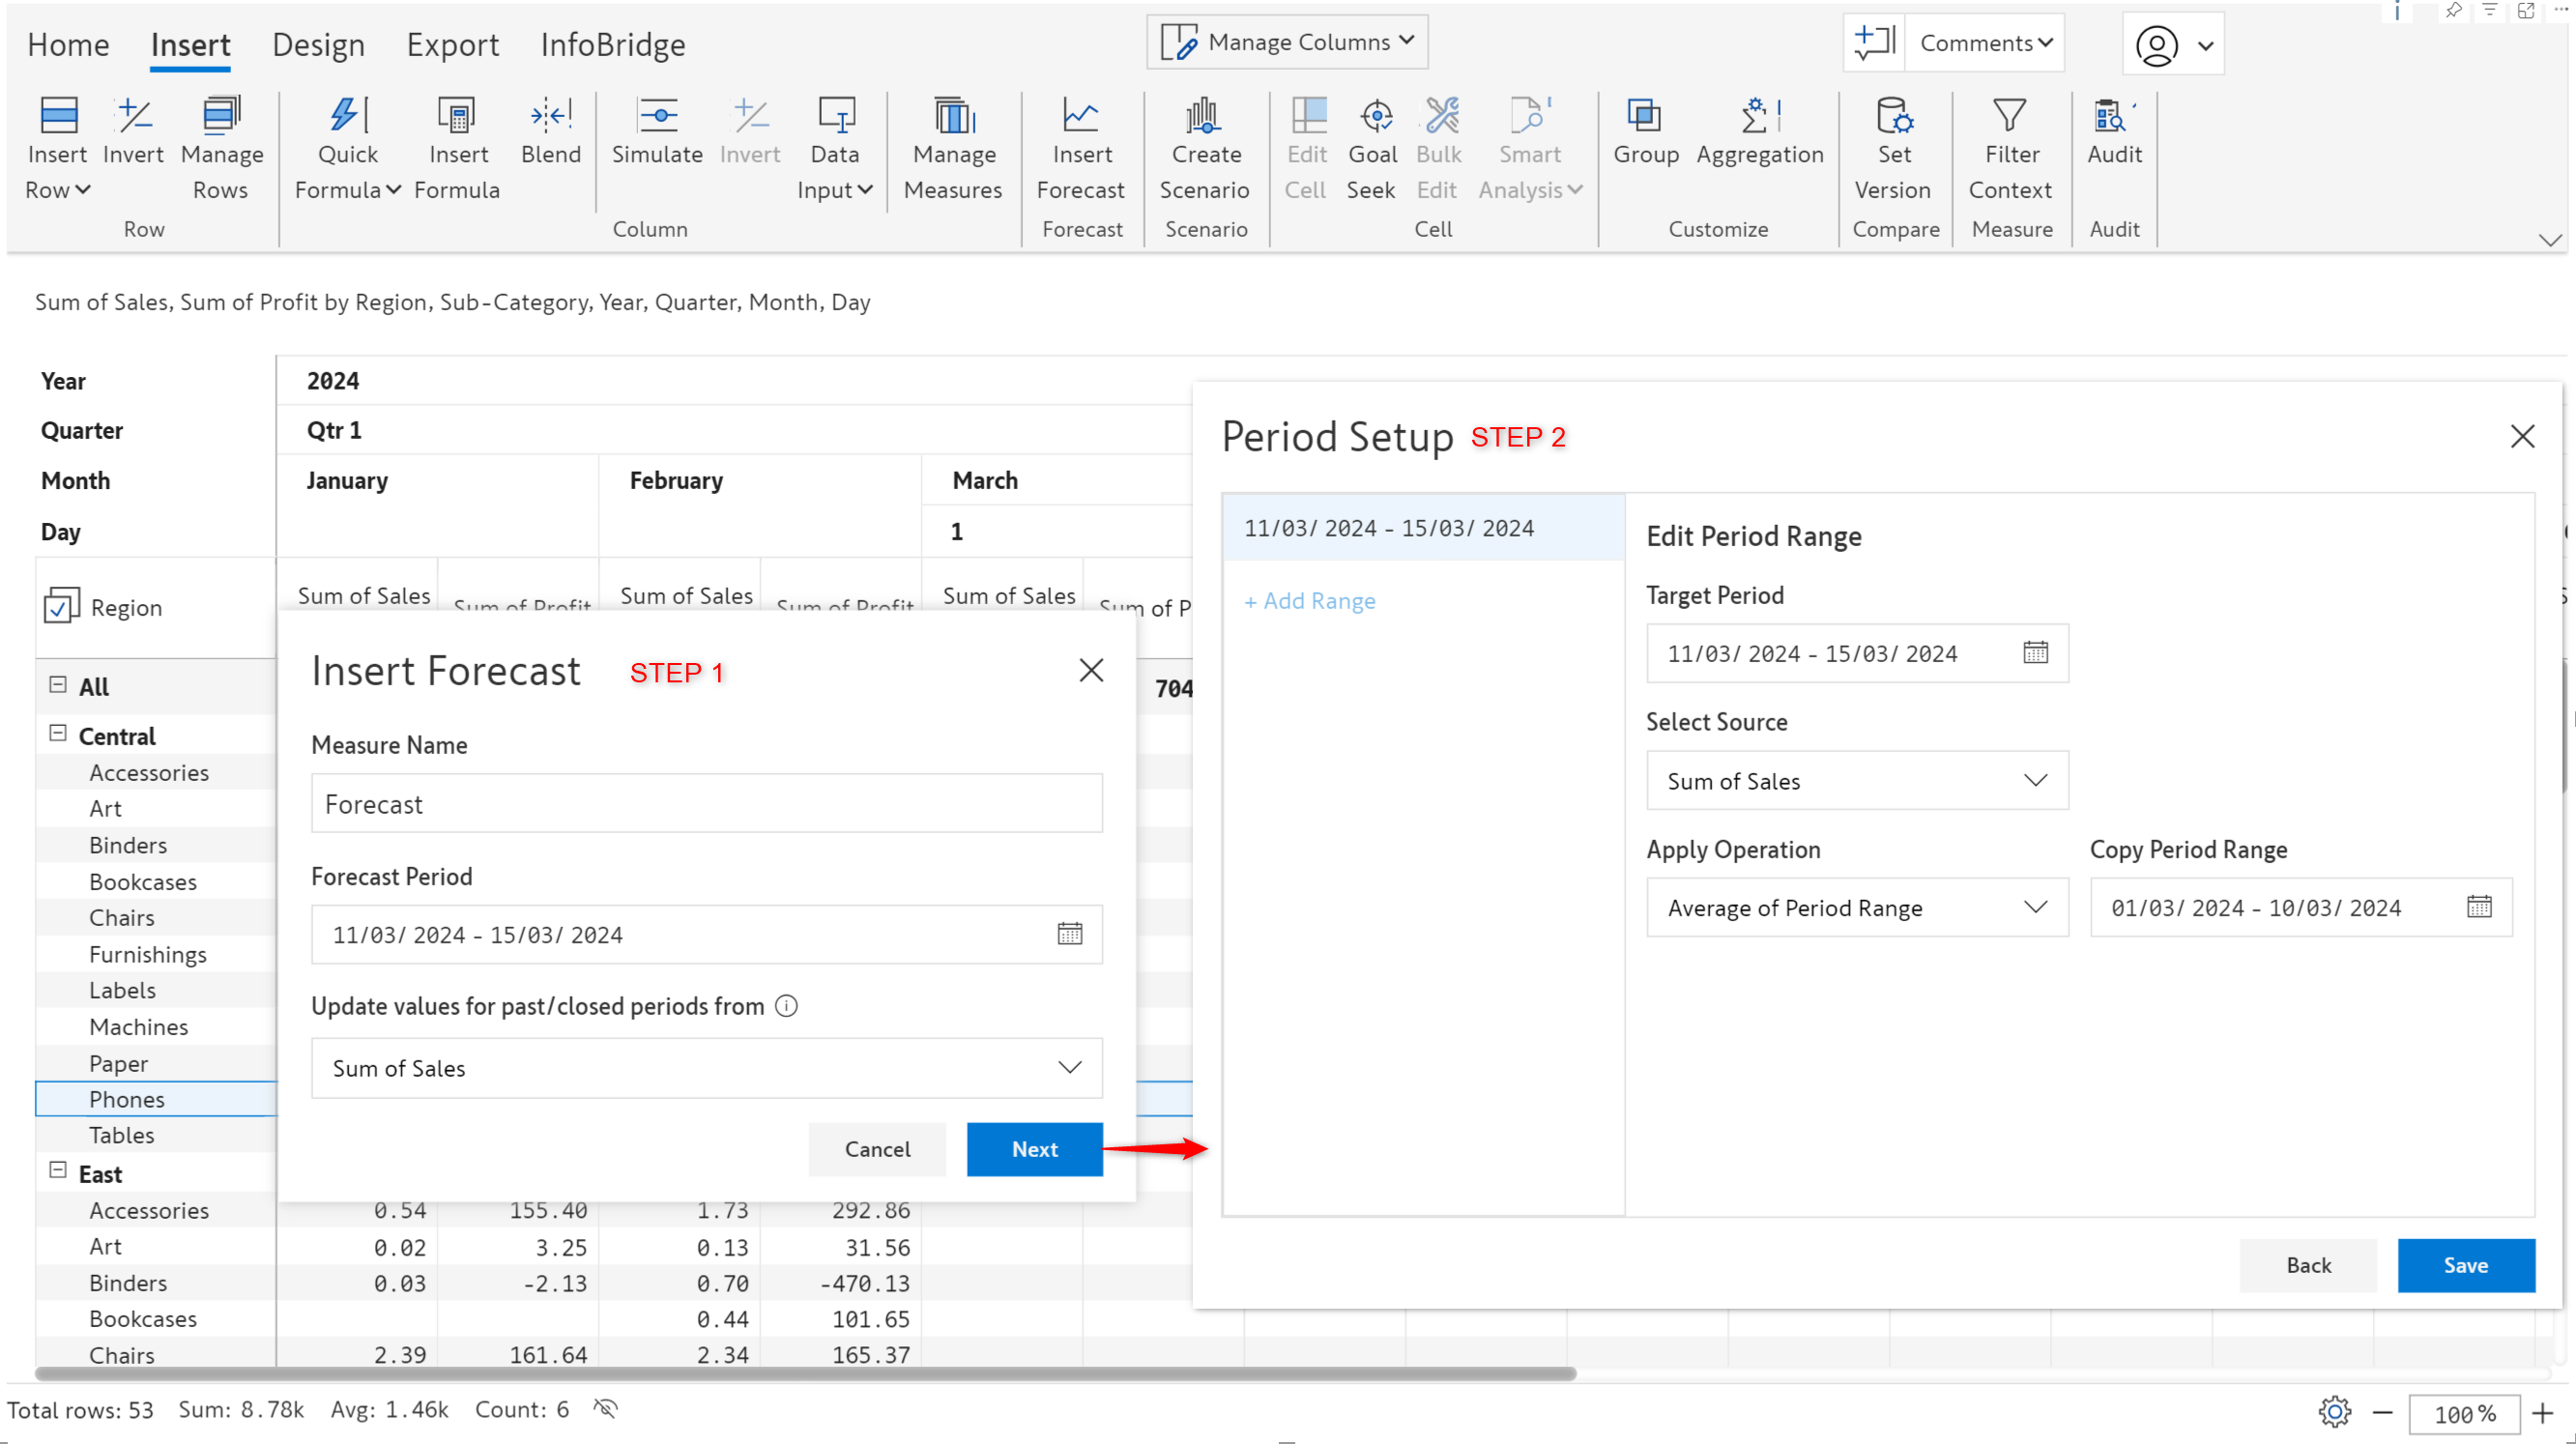 Home Insert Design Export InfoBridge Manage Columns Comments
Insert Row Invert Manage Rows Quick Formula Insert Formula Blend Simulate Invert Data Input Manage Measures Insert Forecast Create Scenario Edit Cell Goal Seek Bulk Edit Smart Analysis Group Aggregation Set Version Filter Context Audit
Row Column Forecast Scenario Cell Customize Compare Measure Audit
Sum of Sales, Sum of Profit by Region, Sub-Category, Year, Quarter, Month, Day
Year 2024
Quarter Qtr 1
Month January February March
Day 1
Region Sum of Sales Sum of Profit Sum of Sales Sum of Profit Sum of Sales Sum of P
All 704
Central
Accessories
Art
Binders
Bookcases
Chairs
Furnishings
Labels
Machines
Paper
Phones
Tables
East
Accessories 0.54 155.40 1.73 292.86
Art 0.02 3.25 0.13 31.56
Binders 0.03 -2.13 0.70 -470.13
Bookcases 0.44 101.65
Chairs 2.39 161.64 2.34 165.37
Insert Forecast STEP 1
Measure Name
Forecast
Forecast Period
11/03/ 2024 - 15/03/ 2024
Update values for past/closed periods from
Sum of Sales
Cancel Next
Period Setup STEP 2
11/03/ 2024 - 15/03/ 2024
+ Add Range
Edit Period Range
Target Period
11/03/ 2024 - 15/03/ 2024
Select Source
Sum of Sales
Apply Operation Copy Period Range
Average of Period Range 01/03/ 2024 - 10/03/ 2024
Back Save
Total rows: 53 Sum: 8.78k Avg: 1.46k Count: 6 100 %